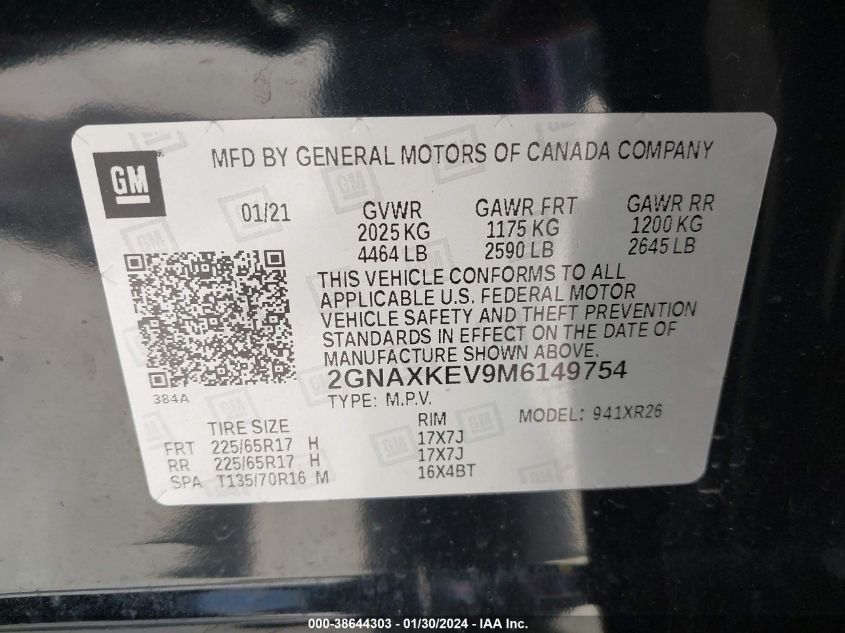 GM
MFD BY GENERAL MOTORS OF CANADA COMPANY
01/21
GVWR GAWR FRT GAWR RR
2025 KG 1175 KG 1200 KG
4464 LB 2590 LB 2645 LB
THIS VEHICLE CONFORMS TO ALL
APPLICABLE U.S. FEDERAL MOTOR
VEHICLE SAFETY AND THEFT PREVENTION
STANDARDS IN EFFECT ON THE DATE OF
MANUFACTURE SHOWN ABOVE.
384A
2GNAXKEV9M6149754
TYPE: M.P.V. MODEL: 941XR26
TIRE SIZE RIM
FRT 225/65R17 H 17X7J
RR 225/65R17 H 17X7J
SPA T135/70R16 M 16X4BT
000-38644303 - 01/30/2024 - IAA Inc.